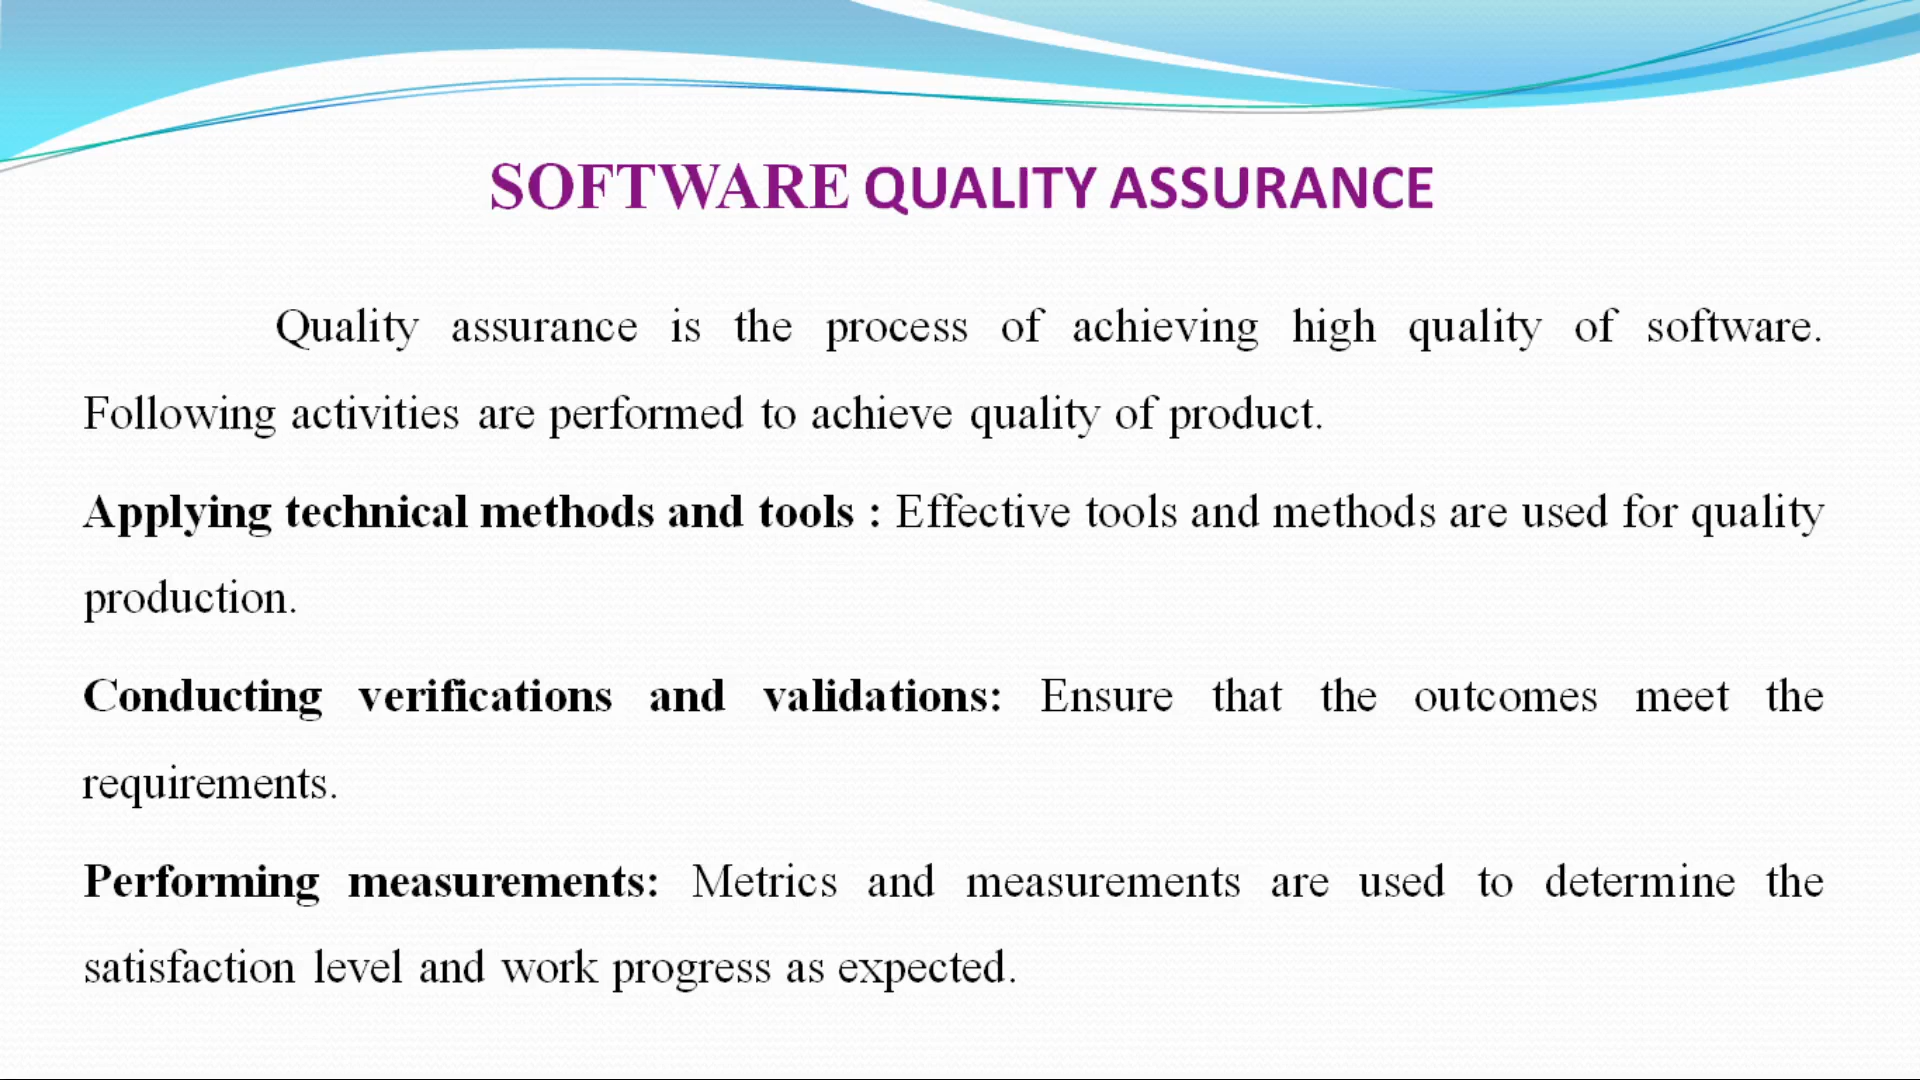 SOFTWARE QUALITY ASSURANCE
Quality assurance is the process of achieving high quality of software.
Following activities are performed to achieve quality of product.
Applying technical methods and tools : Effective tools and methods are used for quality
production.
Conducting verifications and validations: Ensure that the outcomes meet the
requirements.
Performing measurements: Metrics and measurements are used to determine the
satisfaction level and work progress as expected.